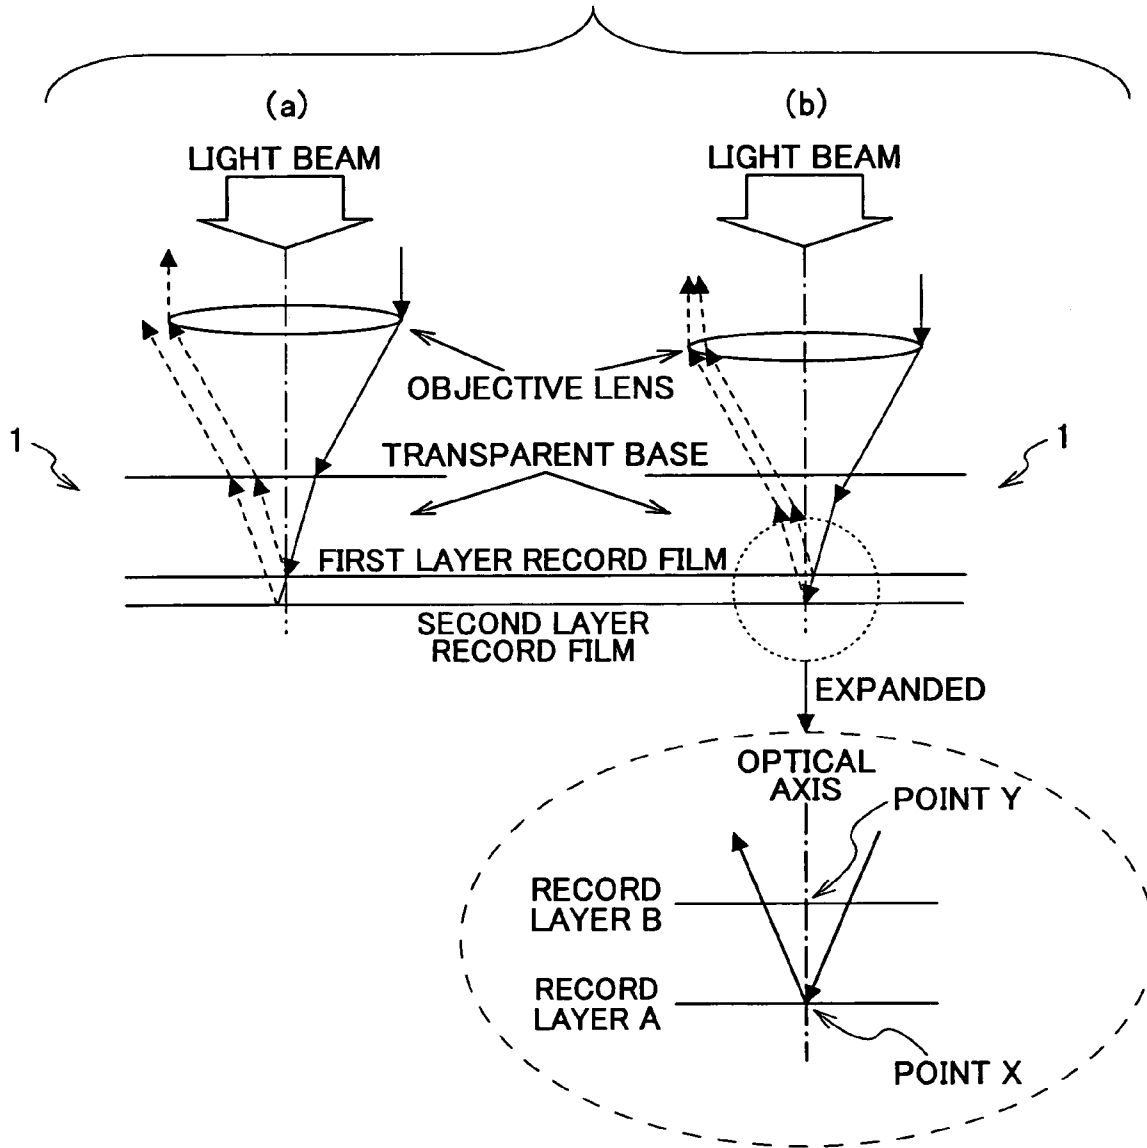 (a)
(b)
LIGHT BEAM
LIGHT BEAM
OBJECTIVE LENS
1
TRANSPARENT BASE
1
FIRST LAYER RECORD FILM
SECOND LAYER
RECORD FILM
EXPANDED
OPTICAL
AXIS
POINT Y
RECORD
LAYER B
RECORD
LAYER A
POINT X